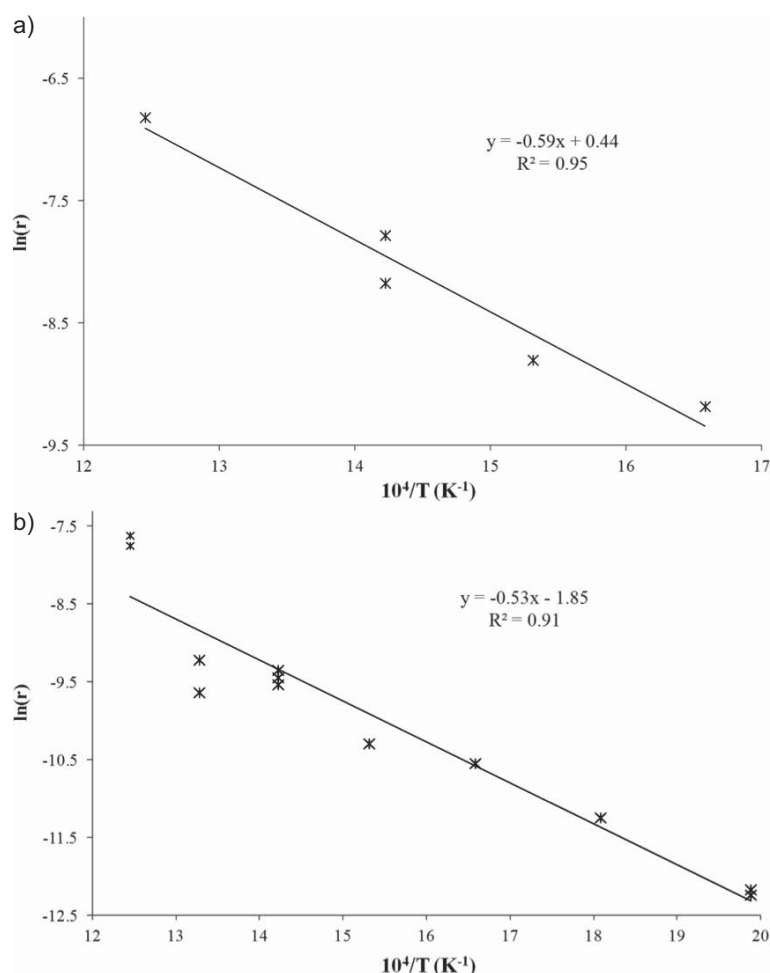 a)
-6.5
-7.5
-8.5
-9.5
ln(r)
y = -0.59x + 0.44
R² = 0.95
12 13 14 15 16 17
10⁴/T (K⁻¹)
b)
-7.5
-8.5
-9.5
-10.5
-11.5
-12.5
ln(r)
y = -0.53x - 1.85
R² = 0.91
12 13 14 15 16 17 18 19 20
10⁴/T (K⁻¹)